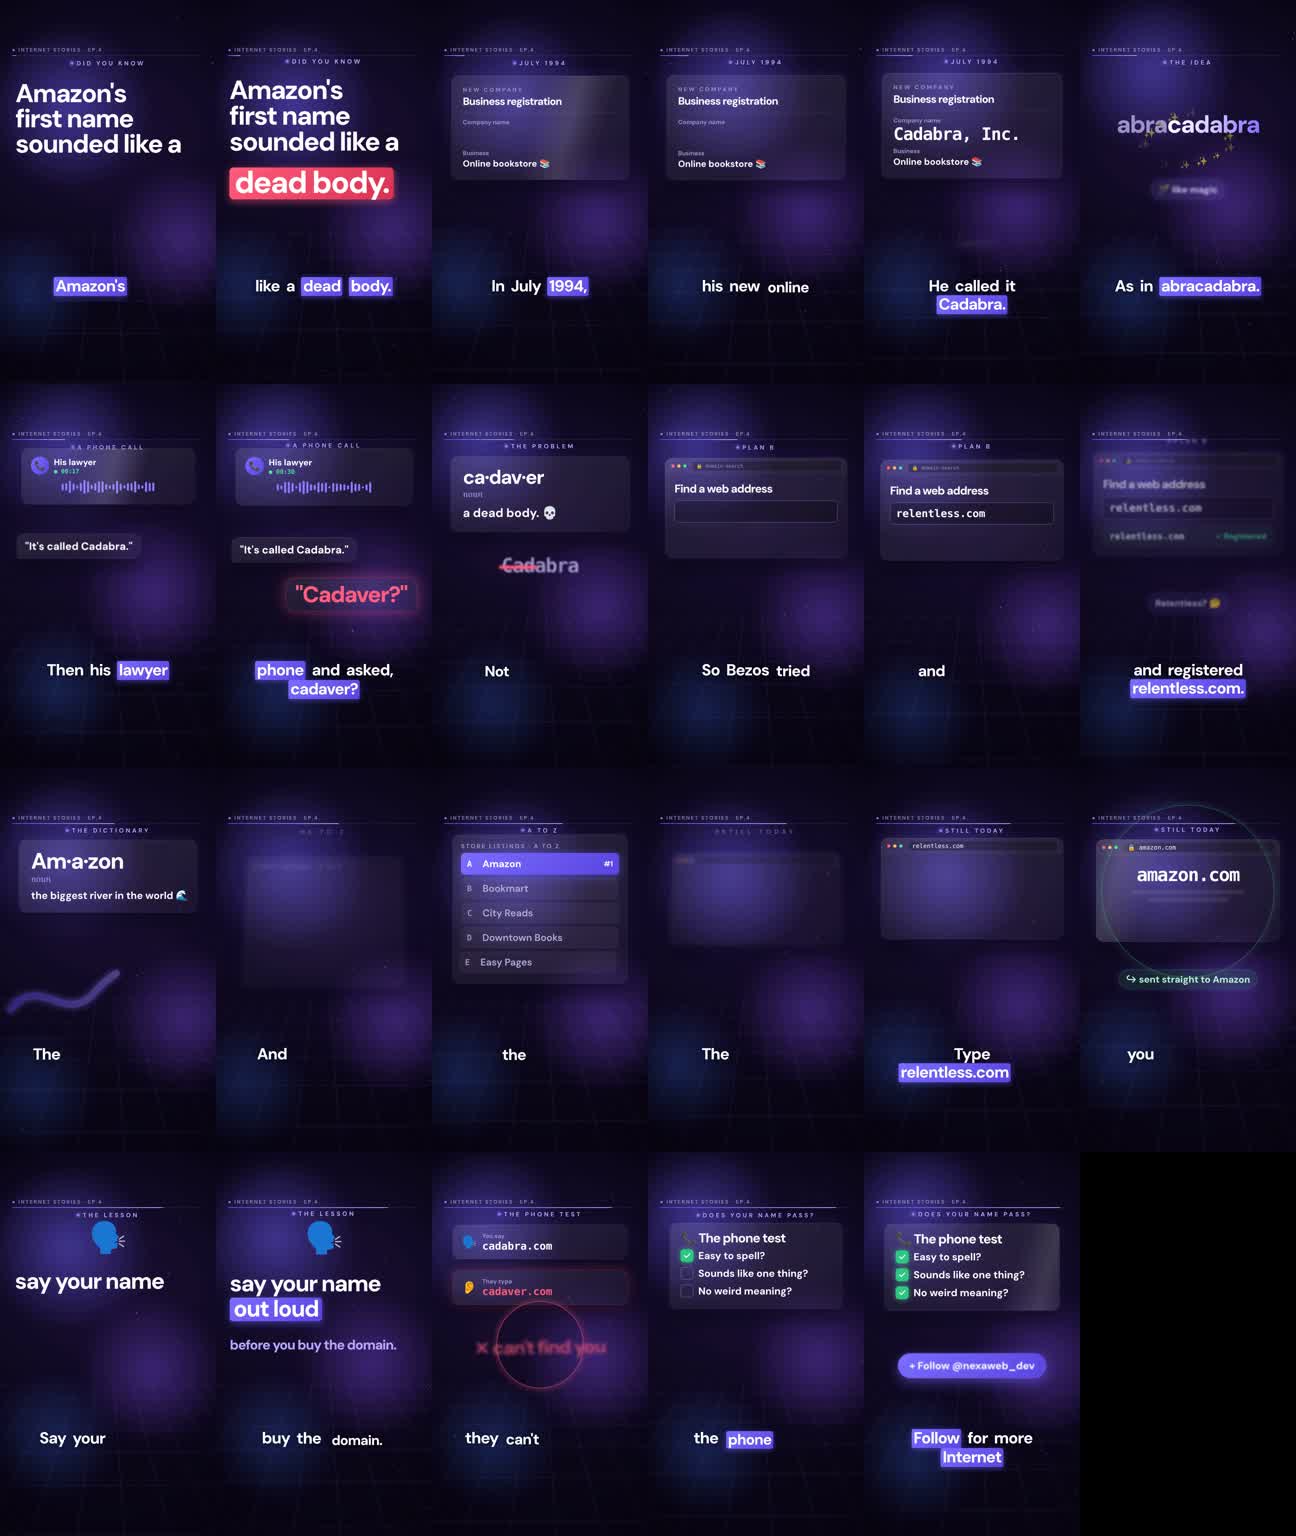 INTERNET STORIES · EP.4
DID YOU KNOW
Amazon's
first name
sounded like a
Amazon's
INTERNET STORIES · EP.4
DID YOU KNOW
Amazon's
first name
sounded like a
dead body.
like a dead body.
INTERNET STORIES · EP.4
JULY 1994
NEW COMPANY
Business registration
Company name
Business
Online bookstore 📚
In July 1994,
INTERNET STORIES · EP.4
JULY 1994
NEW COMPANY
Business registration
Company name
Business
Online bookstore 📚
his new online
INTERNET STORIES · EP.4
JULY 1994
NEW COMPANY
Business registration
Company name
Cadabra, Inc.
Business
Online bookstore 📚
He called it
Cadabra.
INTERNET STORIES · EP.4
THE IDEA
abracadabra
like magic
As in abracadabra.
INTERNET STORIES · EP.4
A PHONE CALL
His lawyer
00:17
"It's called Cadabra."
Then his lawyer
INTERNET STORIES · EP.4
A PHONE CALL
His lawyer
00:30
"It's called Cadabra."
"Cadaver?"
phone and asked,
cadaver?
INTERNET STORIES · EP.4
THE PROBLEM
ca·dav·er
noun
a dead body. 💀
Cadabra
Not
INTERNET STORIES · EP.4
PLAN B
domain-search
Find a web address
So Bezos tried
INTERNET STORIES · EP.4
PLAN B
domain-search
Find a web address
relentless.com
and
INTERNET STORIES · EP.4
PLAN B
domain-search
Find a web address
relentless.com
relentless.com Registered
Relentless? 🤔
and registered
relentless.com.
INTERNET STORIES · EP.4
THE DICTIONARY
Am·a·zon
noun
the biggest river in the world 🌊
The
INTERNET STORIES · EP.4
A TO Z
And
INTERNET STORIES · EP.4
A TO Z
STORE LISTINGS · A TO Z
A Amazon #1
B Bookmart
C City Reads
D Downtown Books
E Easy Pages
the
INTERNET STORIES · EP.4
STILL TODAY
The
INTERNET STORIES · EP.4
STILL TODAY
relentless.com
Type
relentless.com
INTERNET STORIES · EP.4
STILL TODAY
amazon.com
amazon.com
↪ sent straight to Amazon
you
INTERNET STORIES · EP.4
THE LESSON
say your name
Say your
INTERNET STORIES · EP.4
THE LESSON
say your name
out loud
before you buy the domain.
buy the domain.
INTERNET STORIES · EP.4
THE PHONE TEST
You say
cadabra.com
They type
cadaver.com
✕ can't find you
they can't
INTERNET STORIES · EP.4
DOES YOUR NAME PASS?
The phone test
Easy to spell?
Sounds like one thing?
No weird meaning?
the phone
INTERNET STORIES · EP.4
DOES YOUR NAME PASS?
The phone test
Easy to spell?
Sounds like one thing?
No weird meaning?
+ Follow @nexaweb_dev
Follow for more
Internet